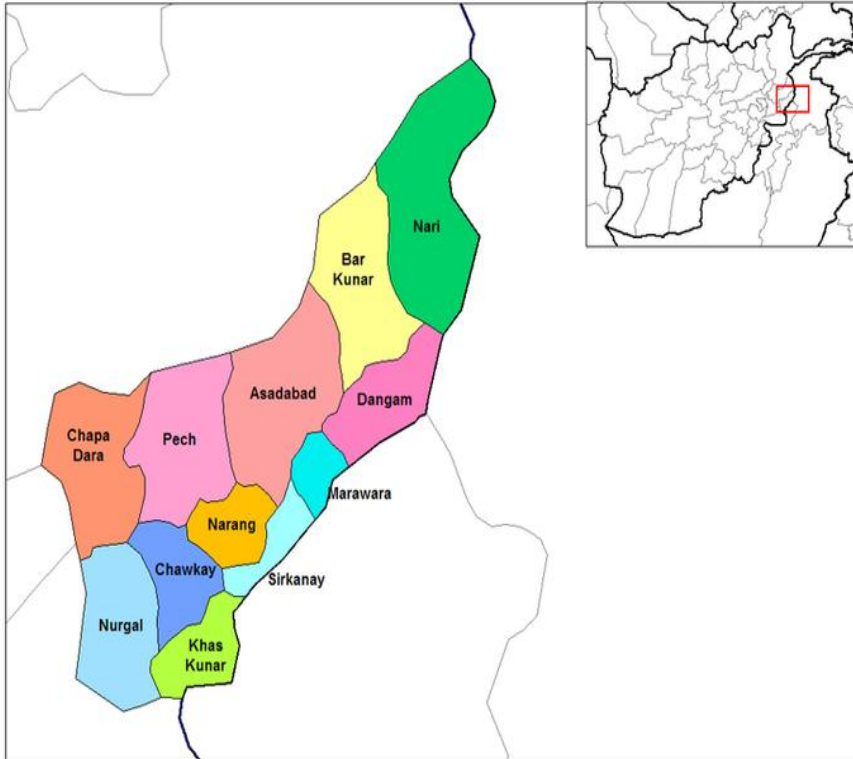 Nari
Bar
Kunar
Asadabad
Dangam
Chapa
Dara
Pech
Marawara
Narang
Chawkay
Sirkanay
Nurgal
Khas
Kunar